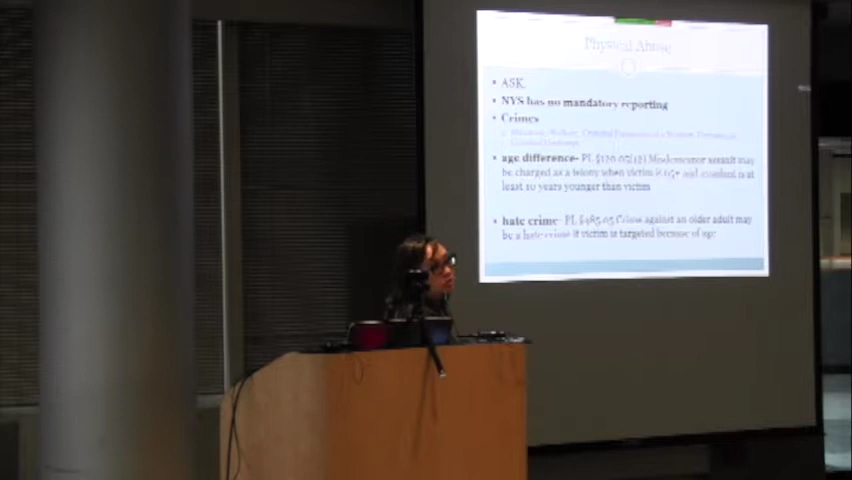 Physical Abuse
• ASK.
• NYS has no mandatory reporting
• Crimes
• age difference- PL §120.05(12) Misdemeanor assault may
be charged as a felony when victim is 65+ and is at
least 10 years younger than victim
• hate crime- PL §485.05 Crime against an older adult may
be a hate crime if victim is targeted because of age